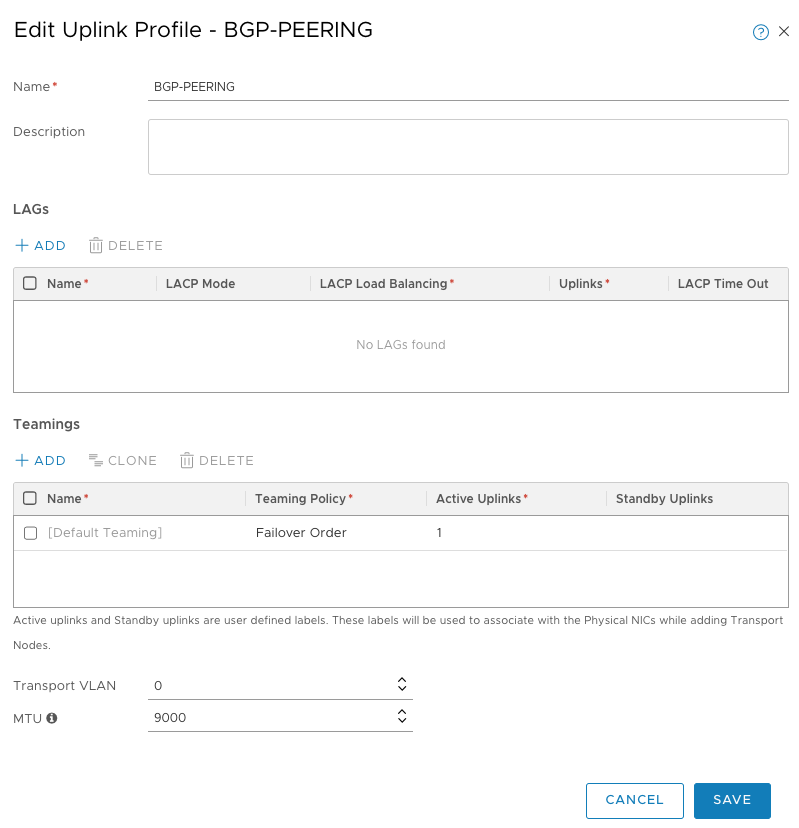 Edit Uplink Profile - BGP-PEERING
Name*
BGP-PEERING
Description
LAGs
ADD DELETE
Name* LACP Mode LACP Load Balancing* Uplinks* LACP Time Out
No LAGs found
Teamings
ADD CLONE DELETE
Name* Teaming Policy* Active Uplinks* Standby Uplinks
[Default Teaming] Failover Order 1
Active uplinks and Standby uplinks are user defined labels. These labels will be used to associate with the Physical NICs while adding Transport
Nodes.
Transport VLAN 0
MTU 9000
CANCEL SAVE